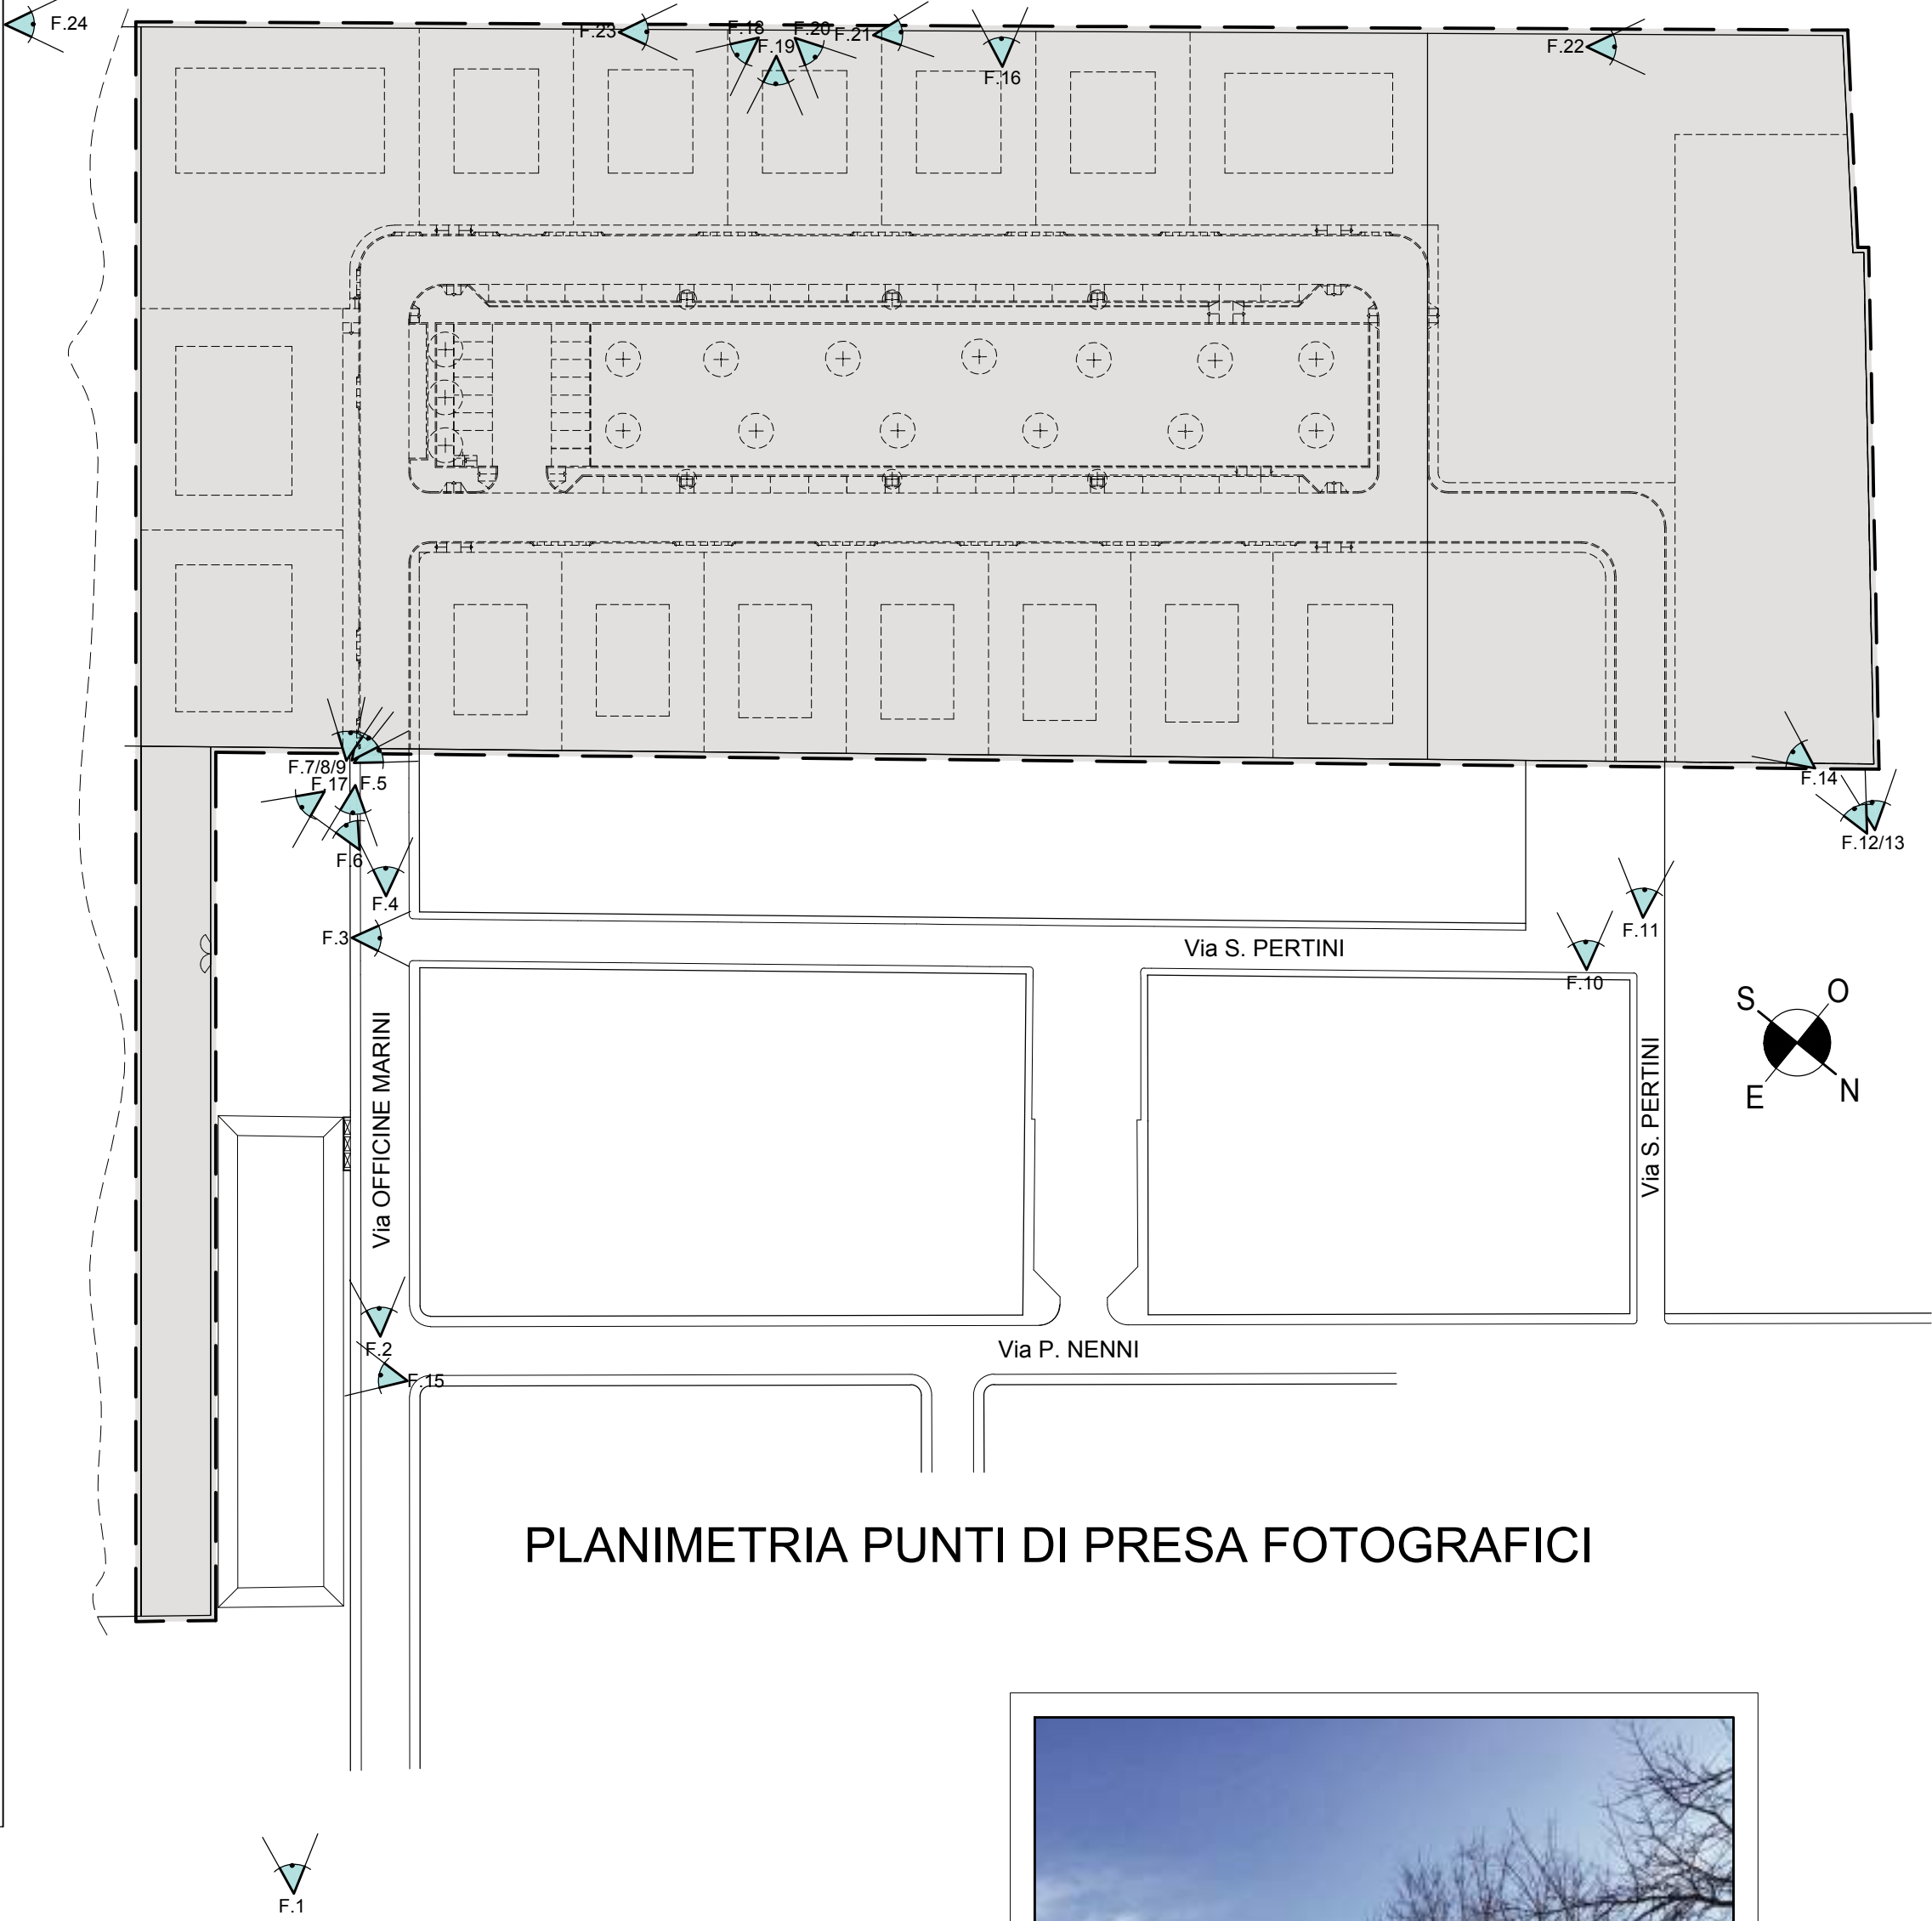 F.24
F.23
F.18
F.19
F.20
F.21
F.16
F.22
F.7/8/9
F.17
F.5
F.6
F.4
F.3
F.14
F.12/13
F.11
F.10
Via S. PERTINI
S
O
E
N
Via OFFICINE MARINI
Via S. PERTINI
F.2
F.15
Via P. NENNI
PLANIMETRIA PUNTI DI PRESA FOTOGRAFICI
F.1